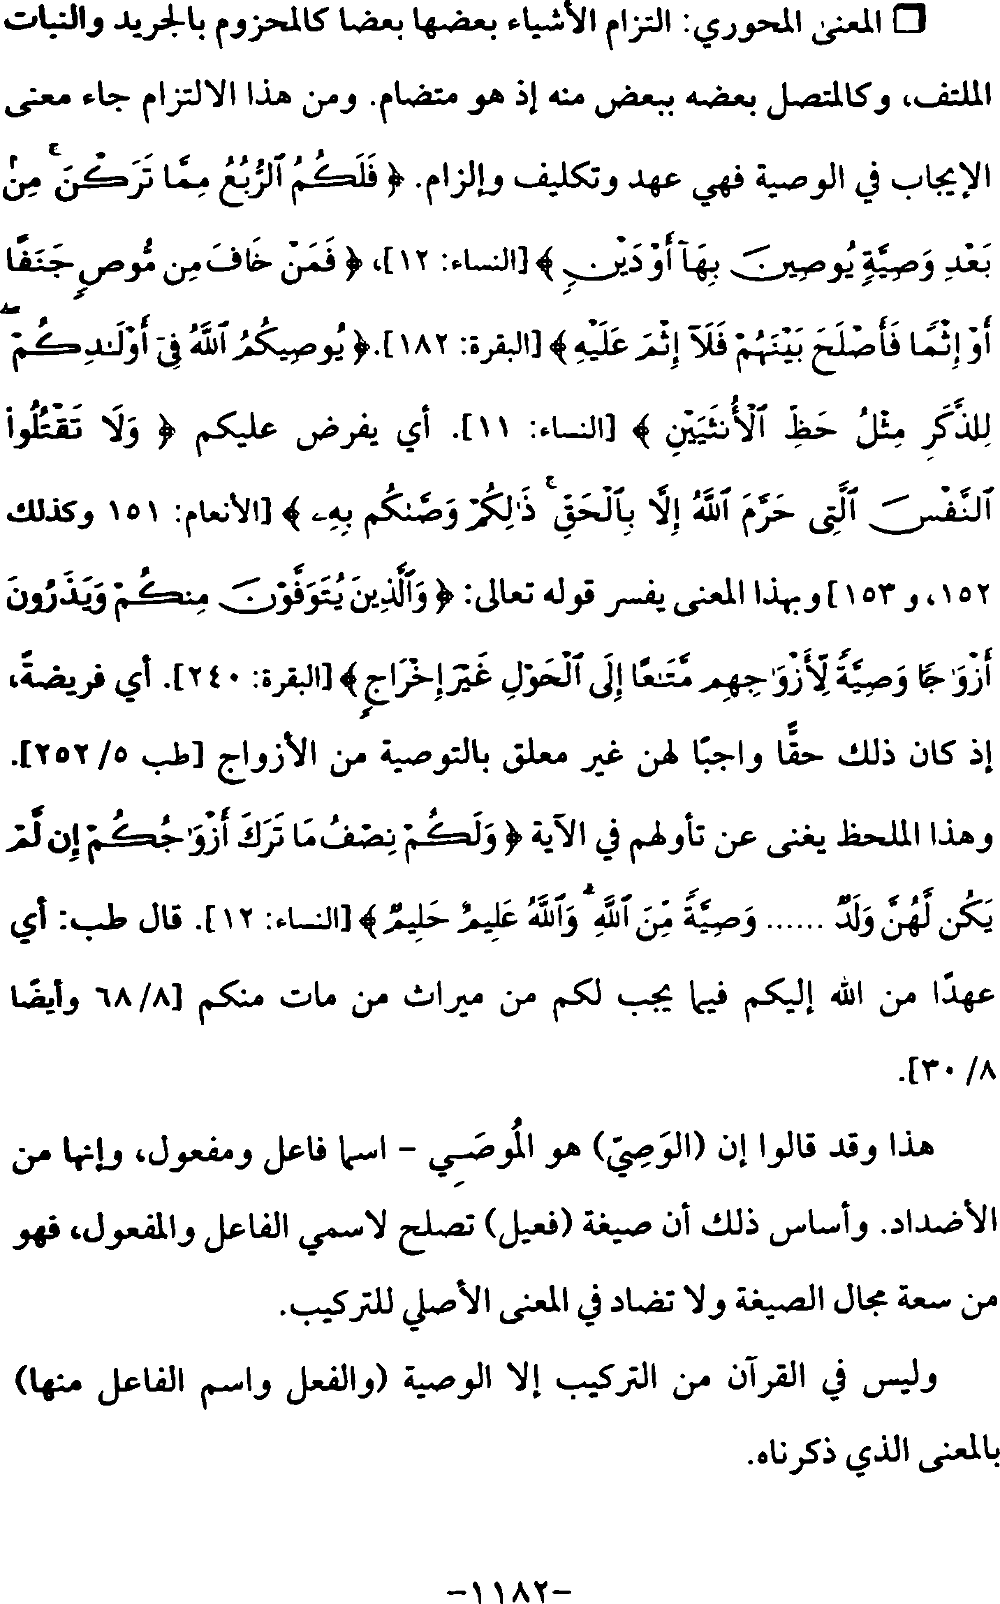 ❒ المعنى المحوري: التزام الأشياء بعضها بعضا كالمحزوم بالجريد والنبات
الملتف، وكالمتصل بعضه ببعض منه إذ هو متضام. ومن هذا الالتزام جاء معنى
الإيجاب في الوصية فهي عهد وتكليف وإلزام. ﴿ فَلَكُمُ ٱلرُّبُعُ مِمَّا تَرَكْنَ ۚ مِنۢ
بَعْدِ وَصِيَّةٍ يُوصِينَ بِهَآ أَوْ دَيْنٍ ﴾ [النساء: ١٢]، ﴿ فَمَنْ خَافَ مِن مُّوصٍ جَنَفًا
أَوْ إِثْمًا فَأَصْلَحَ بَيْنَهُمْ فَلَآ إِثْمَ عَلَيْهِ ﴾ [البقرة: ١٨٢]. ﴿ يُوصِيكُمُ ٱللَّهُ فِىٓ أَوْلَـٰدِكُمْ ۖ
لِلذَّكَرِ مِثْلُ حَظِّ ٱلْأُنثَيَيْنِ ﴾ [النساء: ١١]. أي يفرض عليكم ﴿ وَلَا تَقْتُلُوا۟
ٱلنَّفْسَ ٱلَّتِى حَرَّمَ ٱللَّهُ إِلَّا بِٱلْحَقِّ ۚ ذَٰلِكُمْ وَصَّىٰكُم بِهِۦ ﴾ [الأنعام: ١٥١ وكذلك
١٥٢، و ١٥٣] وبهذا المعنى يفسر قوله تعالى: ﴿ وَٱلَّذِينَ يُتَوَفَّوْنَ مِنكُمْ وَيَذَرُونَ
أَزْوَٰجًا وَصِيَّةً لِّأَزْوَٰجِهِم مَّتَـٰعًا إِلَى ٱلْحَوْلِ غَيْرَ إِخْرَاجٍ ﴾ [البقرة: ٢٤٠]. أي فريضةً،
إذ كان ذلك حقًّا واجبًا لهن غير معلق بالتوصية من الأزواج [طب ٥/ ٢٥٢].
وهذا الملحظ يغنى عن تأولهم في الآية ﴿ وَلَكُمْ نِصْفُ مَا تَرَكَ أَزْوَٰجُكُمْ إِن لَّمْ
يَكُن لَّهُنَّ وَلَدٌ ...... وَصِيَّةً مِّنَ ٱللَّهِ ۗ وَٱللَّهُ عَلِيمٌ حَلِيمٌ ﴾ [النساء: ١٢]. قال طب: أي
عهدًا من الله إليكم فيما يجب لكم من ميراث من مات منكم [٨/ ٦٨ وأيضًا
٨/ ٣٠].
هذا وقد قالوا إن (الوَصِيّ) هو المُوصَِي – اسما فاعل ومفعول، وإنها من
الأضداد. وأساس ذلك أن صيغة (فعيل) تصلح لاسمي الفاعل والمفعول، فهو
من سعة مجال الصيغة ولا تضاد في المعنى الأصلي للتركيب.
وليس في القرآن من التركيب إلا الوصية (والفعل واسم الفاعل منها)
بالمعنى الذي ذكرناه.
-١١٨٢-